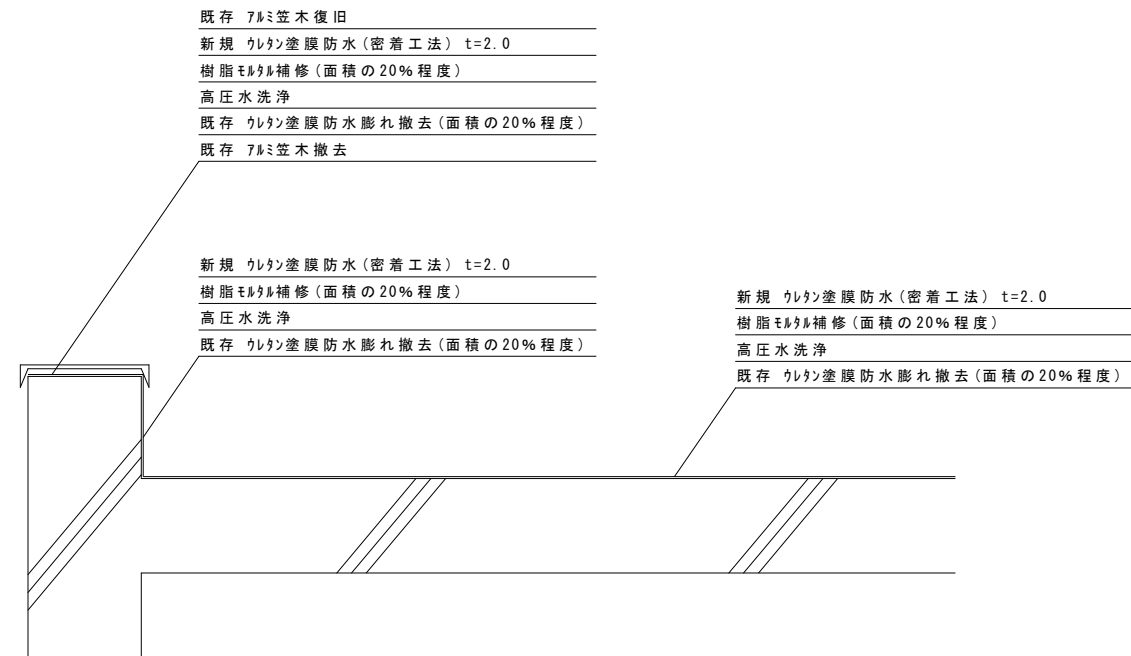 既存 ｱﾙﾐ笠木復旧
新規 ｳﾚﾀﾝ塗膜防水(密着工法) t=2.0
樹脂ﾓﾙﾀﾙ補修(面積の20%程度)
高圧水洗浄
既存 ｳﾚﾀﾝ塗膜防水膨れ撤去(面積の20%程度)
既存 ｱﾙﾐ笠木撤去
新規 ｳﾚﾀﾝ塗膜防水(密着工法) t=2.0
樹脂ﾓﾙﾀﾙ補修(面積の20%程度)
高圧水洗浄
既存 ｳﾚﾀﾝ塗膜防水膨れ撤去(面積の20%程度)
新規 ｳﾚﾀﾝ塗膜防水(密着工法) t=2.0
樹脂ﾓﾙﾀﾙ補修(面積の20%程度)
高圧水洗浄
既存 ｳﾚﾀﾝ塗膜防水膨れ撤去(面積の20%程度)